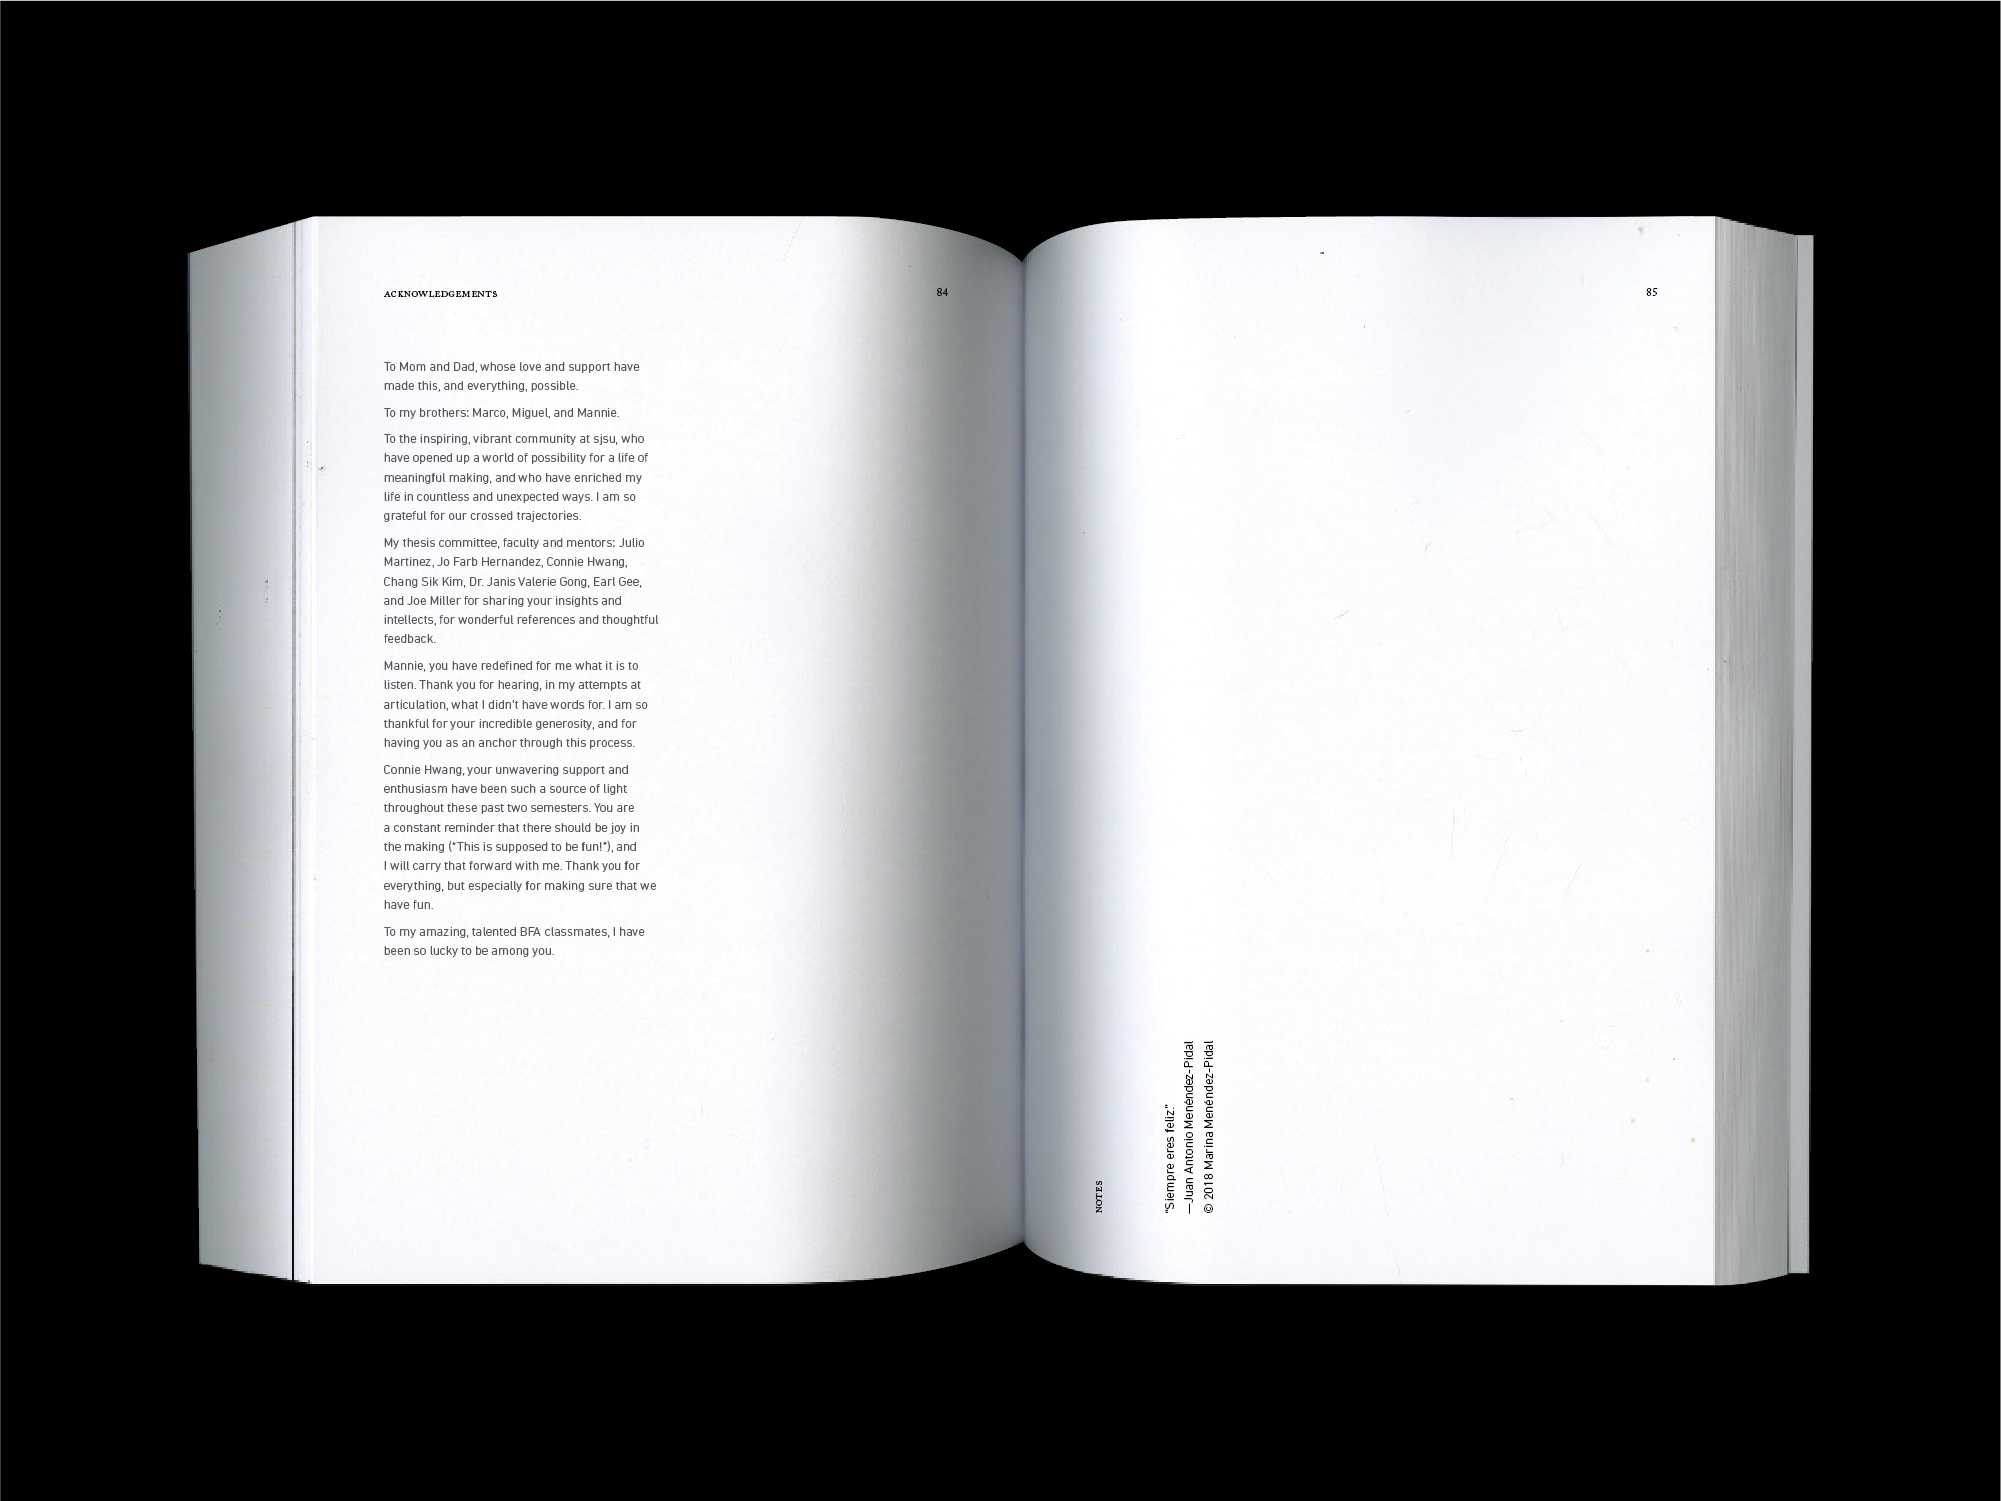 ACKNOWLEDGEMENTS
84
To Mom and Dad, whose love and support have
made this, and everything, possible.
To my brothers: Marco, Miguel, and Mannie.
To the inspiring, vibrant community at sjsu, who
have opened up a world of possibility for a life of
meaningful making, and who have enriched my
life in countless and unexpected ways. I am so
grateful for our crossed trajectories.
My thesis committee, faculty and mentors: Julio
Martinez, Jo Farb Hernandez, Connie Hwang,
Chang Sik Kim, Dr. Janis Valerie Gong, Earl Gee,
and Joe Miller for sharing your insights and
intellects, for wonderful references and thoughtful
feedback.
Mannie, you have redefined for me what it is to
listen. Thank you for hearing, in my attempts at
articulation, what I didn't have words for. I am so
thankful for your incredible generosity, and for
having you as an anchor through this process.
Connie Hwang, your unwavering support and
enthusiasm have been such a source of light
throughout these past two semesters. You are
a constant reminder that there should be joy in
the making ("This is supposed to be fun!"), and
I will carry that forward with me. Thank you for
everything, but especially for making sure that we
have fun.
To my amazing, talented BFA classmates, I have
been so lucky to be among you.
85
NOTES
"Siempre eres feliz."
—Juan Antonio Menéndez-Pidal
© 2018 Marina Menéndez-Pidal